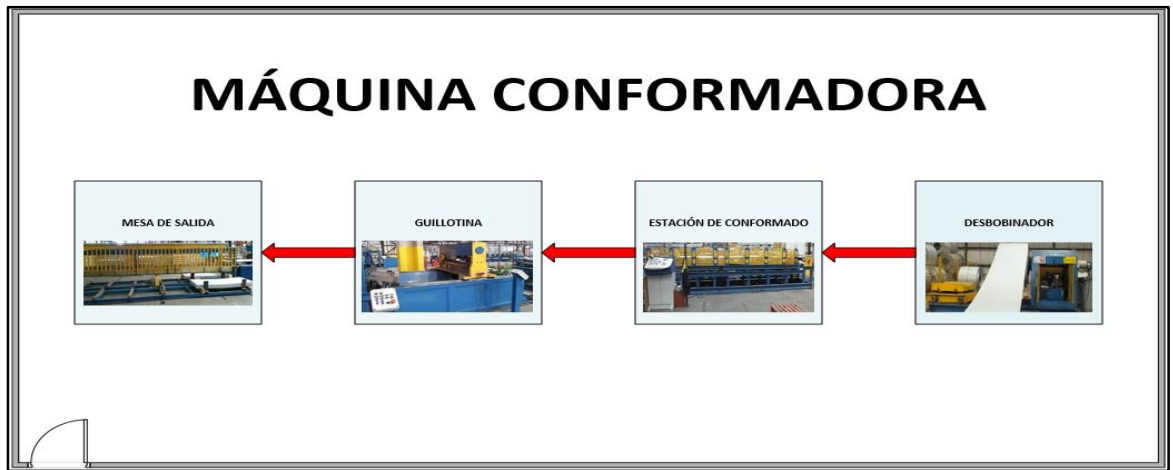 MÁQUINA CONFORMADORA
MESA DE SALIDA
GUILLOTINA
ESTACIÓN DE CONFORMADO
DESBOBINADOR